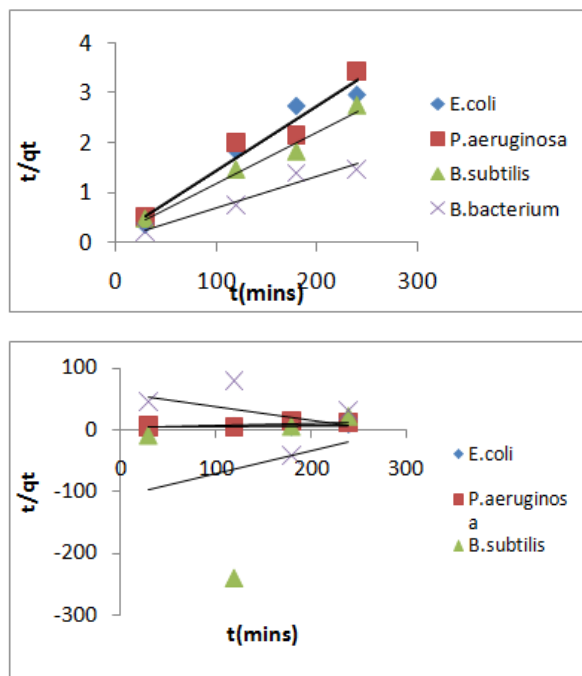 4
3
2
1
0
t/qt
0
100
200
300
t(mins)
E.coli
P.aeruginosa
B.subtilis
B.bacterium
100
0
-100
-200
-300
t/qt
0
100
200
300
t(mins)
E.coli
P.aeruginos
a
B.subtilis